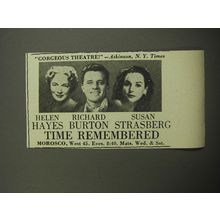 "GORGEOUS THEATRE!" —Atkinson, N. Y. Times
HELEN RICHARD SUSAN
HAYES BURTON STRASBERG
TIME REMEMBERED
MOROSCO, West 45. Eves. 8:40. Mats. Wed. & Sat.